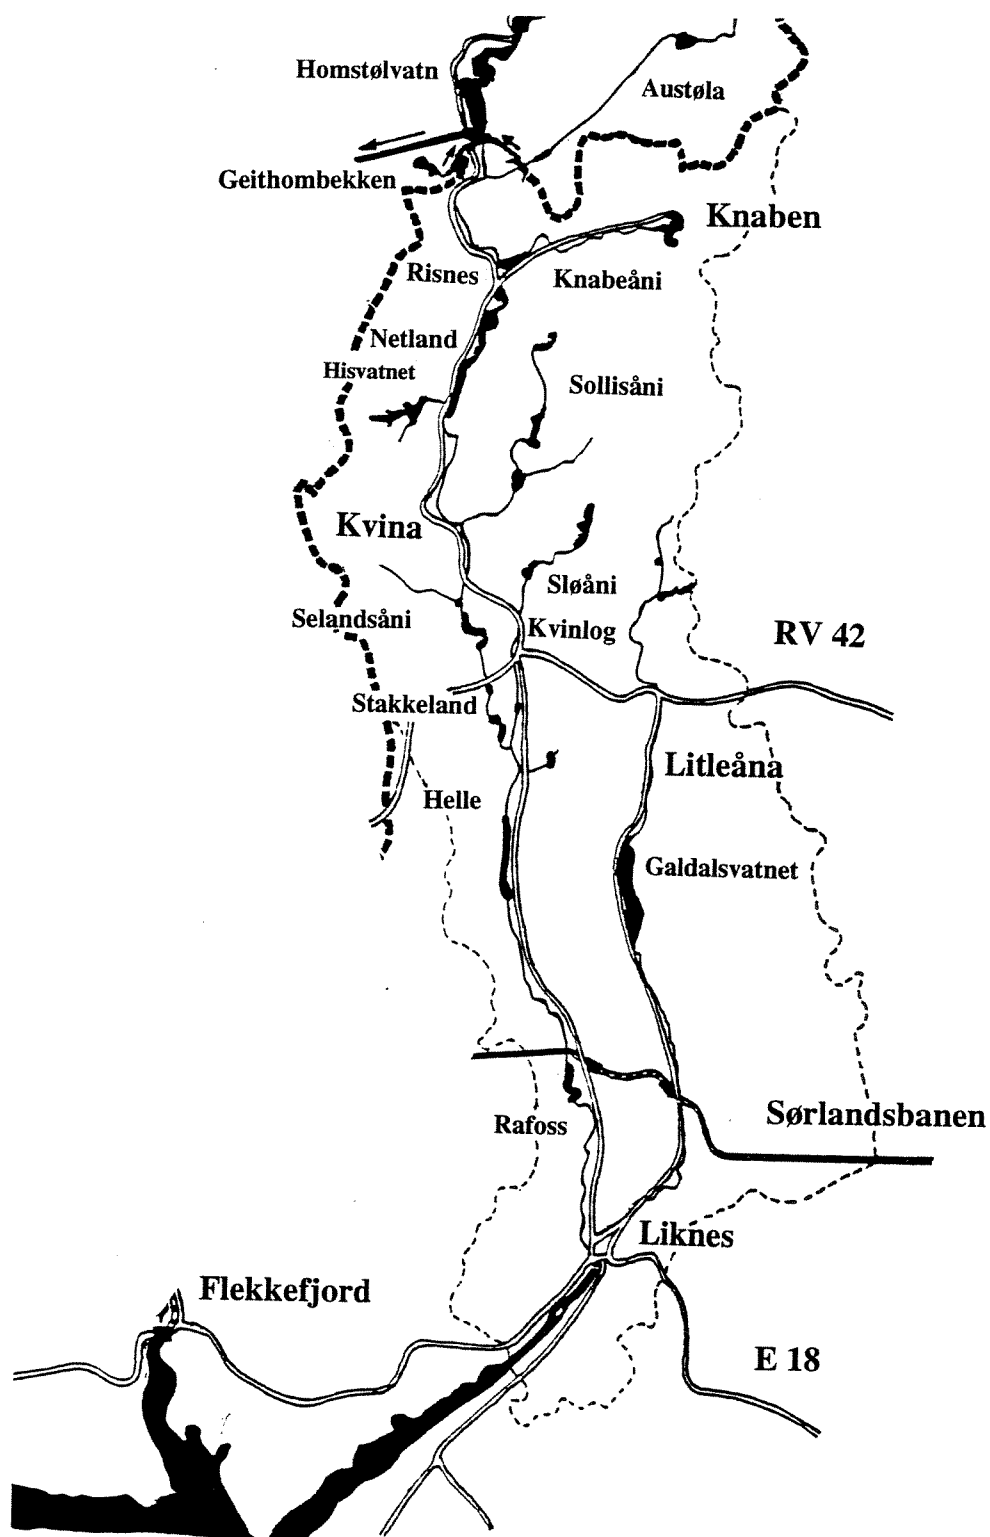 Homstølvatn
Austøla
Geithombekken
Knaben
Risnes
Knabeåni
Netland
Hisvatnet
Sollisåni
Kvina
Sløåni
Selandsåni
Kvinlog
RV 42
Stakkeland
Litleåna
Helle
Galdalsvatnet
Sørlandsbanen
Rafoss
Liknes
Flekkefjord
E 18